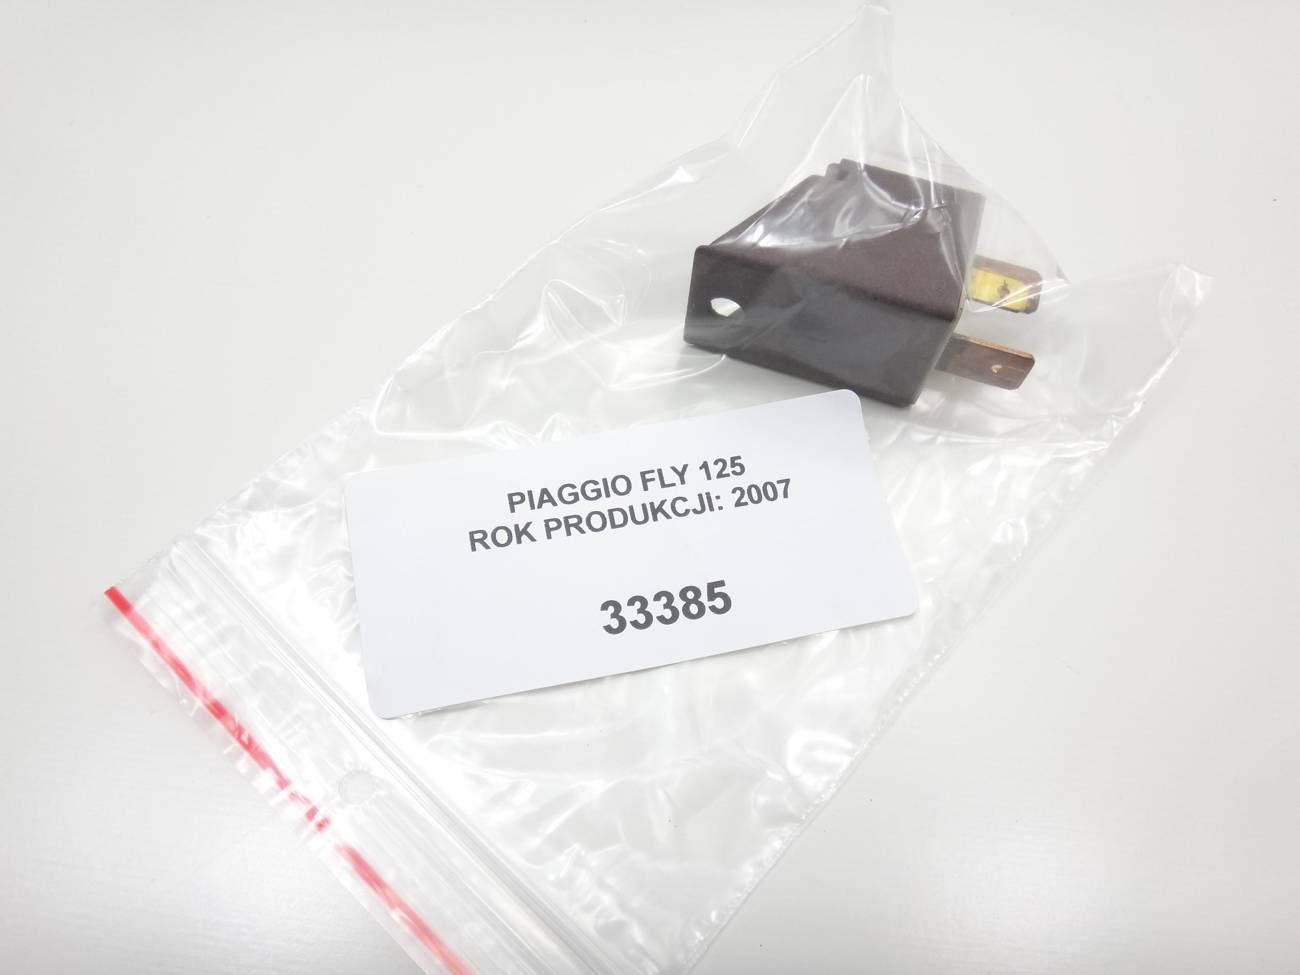 PIAGGIO FLY 125
ROK PRODUKCJI: 2007
33385